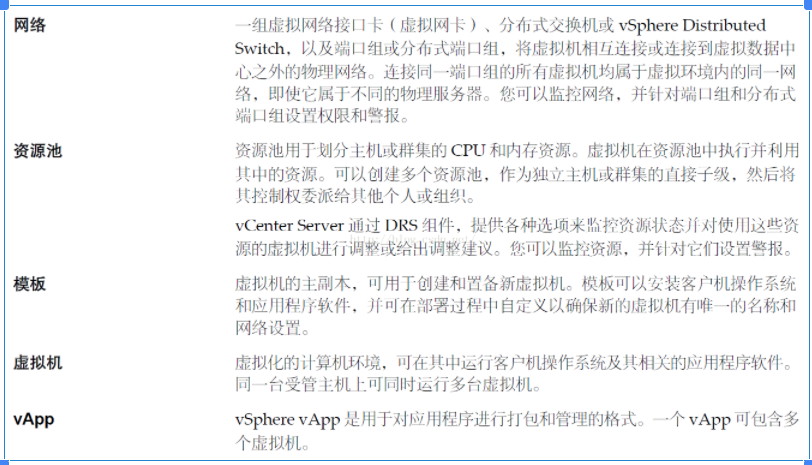 网络
一组虚拟网络接口卡（虚拟网卡）、分布式交换机或 vSphere Distributed
Switch，以及端口组或分布式端口组，将虚拟机相互连接或连接到虚拟数据中
心之外的物理网络。连接同一端口组的所有虚拟机均属于虚拟环境内的同一网
络，即使它属于不同的物理服务器。您可以监控网络，并针对端口组和分布式
端口组设置权限和警报。
资源池
资源池用于划分主机或群集的 CPU 和内存资源。虚拟机在资源池中执行并利用
其中的资源。可以创建多个资源池，作为独立主机或群集的直接子级，然后将
其控制权委派给其他个人或组织。
vCenter Server 通过 DRS 组件，提供各种选项来监控资源状态并对使用这些资
源的虚拟机进行调整或给出调整建议。您可以监控资源，并针对它们设置警报。
模板
虚拟机的主副本，可用于创建和置备新虚拟机。模板可以安装客户机操作系统
和应用程序软件，并可在部署过程中自定义以确保新的虚拟机有唯一的名称和
网络设置。
虚拟机
虚拟化的计算机环境，可在其中运行客户机操作系统及其相关的应用程序软件。
同一台受管主机上可同时运行多台虚拟机。
vApp
vSphere vApp 是用于对应用程序进行打包和管理的格式。一个 vApp 可包含多
个虚拟机。